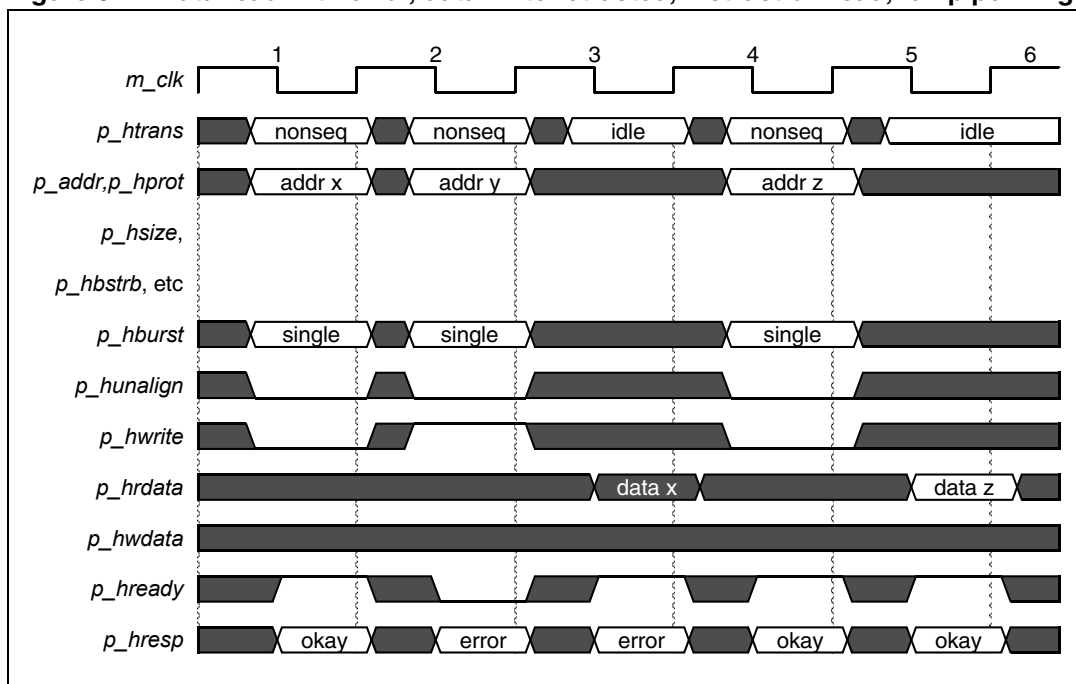 1 2 3 4 5 6
m_clk
p_htrans nonseq nonseq idle nonseq idle
p_addr,p_hprot addr x addr y addr z
p_hsize,
p_hbstrb, etc
p_hburst single single single
p_hunalign
p_hwrite
p_hrdata data x data z
p_hwdata
p_hready
p_hresp okay error error okay okay